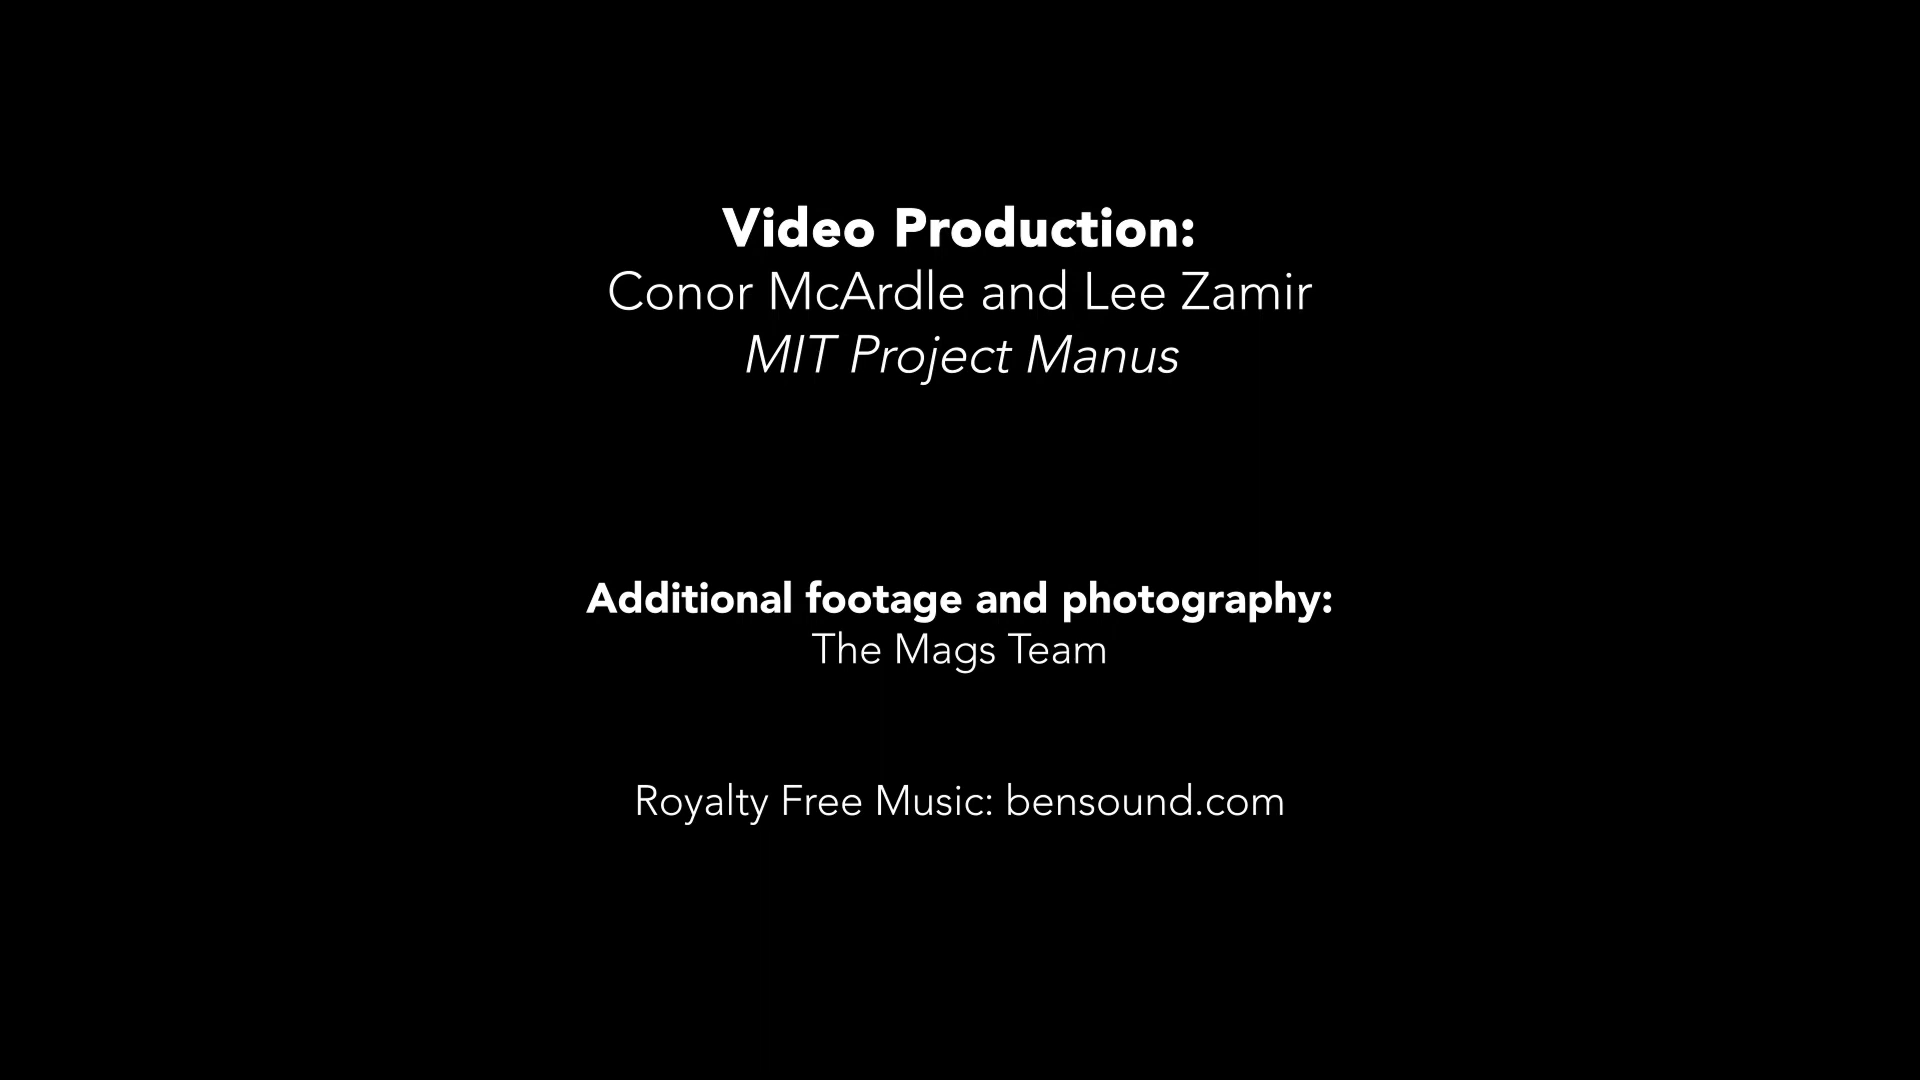 Video Production:
Conor McArdle and Lee Zamir
MIT Project Manus
Additional footage and photography:
The Mags Team
Royalty Free Music: bensound.com